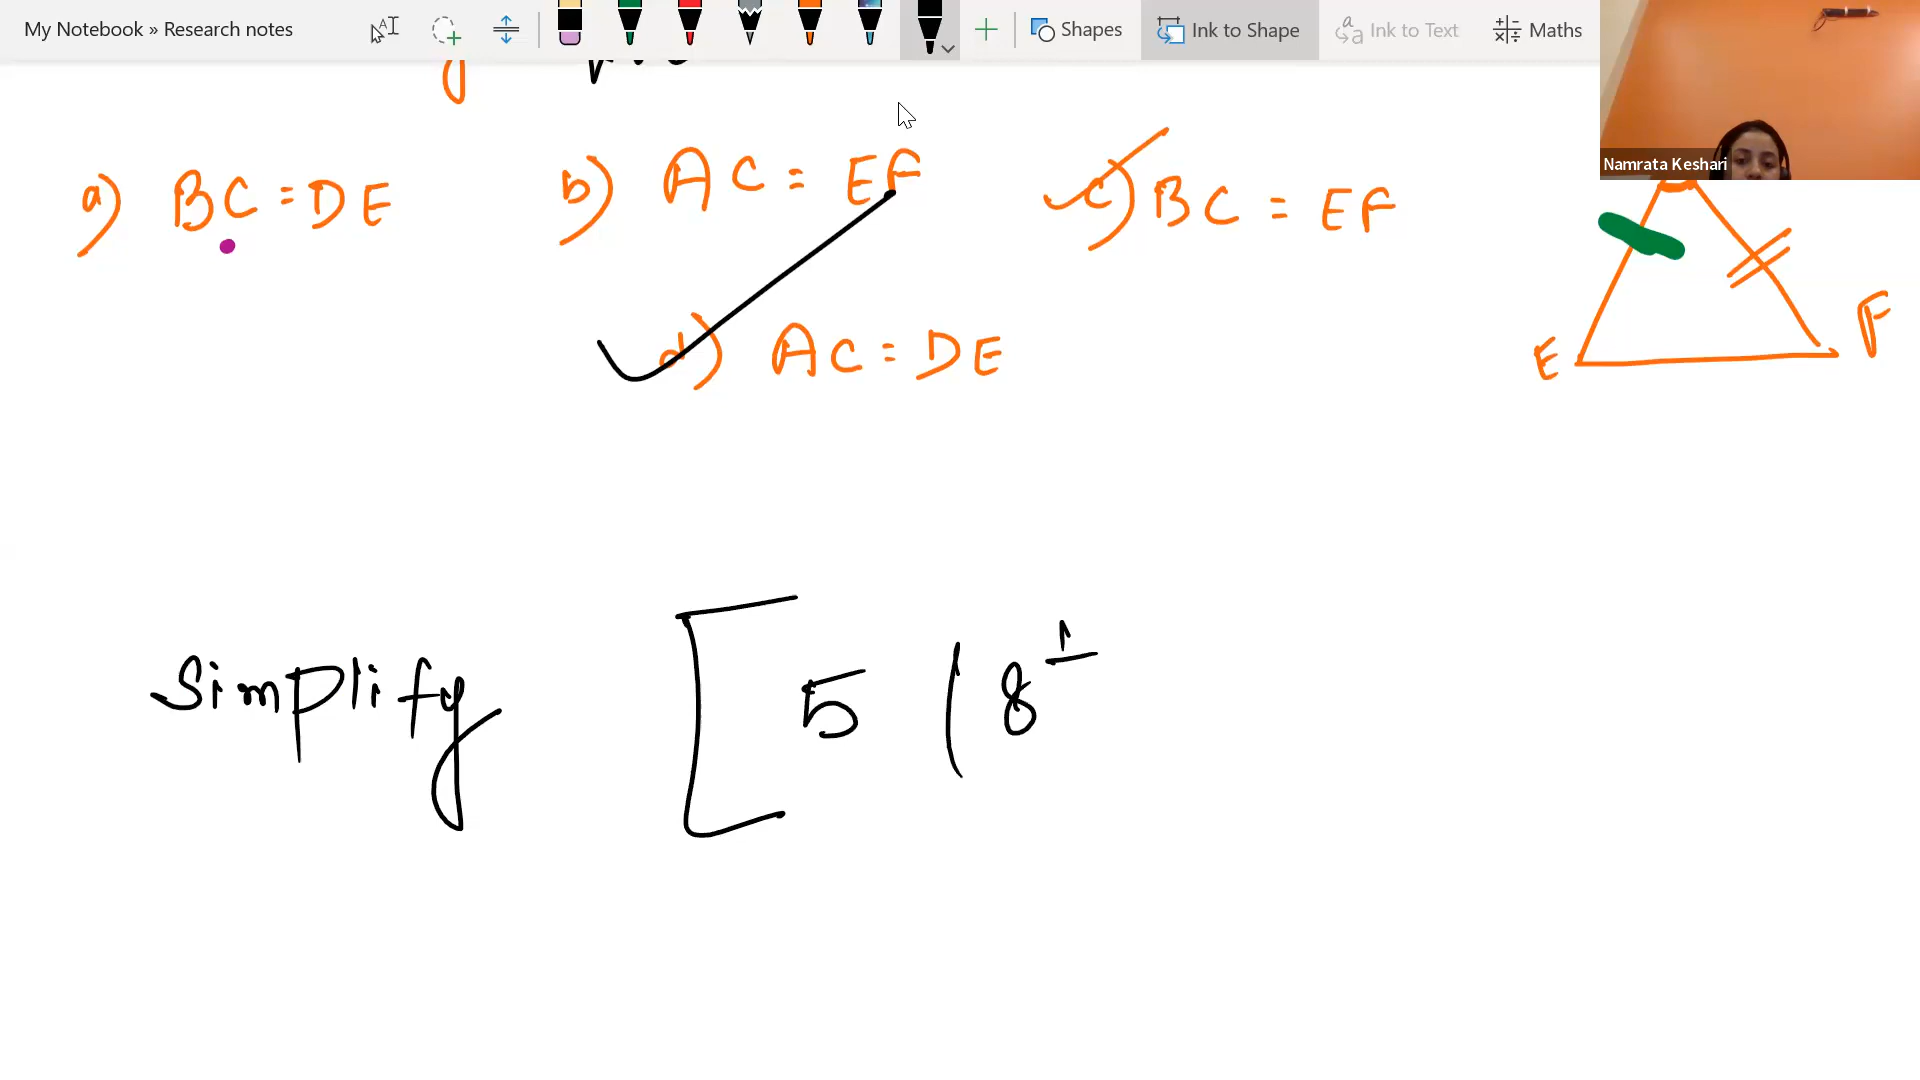 My Notebook » Research notes
Shapes
Ink to Shape
Ink to Text
Maths
Namrata Keshari
a) BC = DE
b) AC = EF
c) BC = EF
d) AC = DE
E
F
Simplify [ 5 ( 8 1